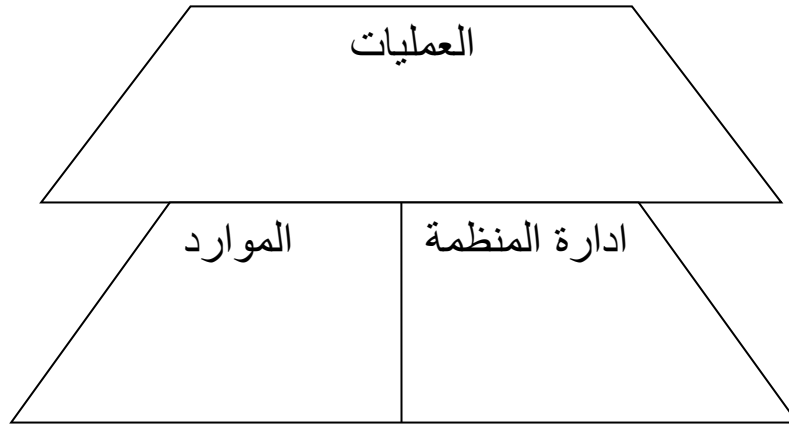 العمليات
ادارة المنظمة
الموارد